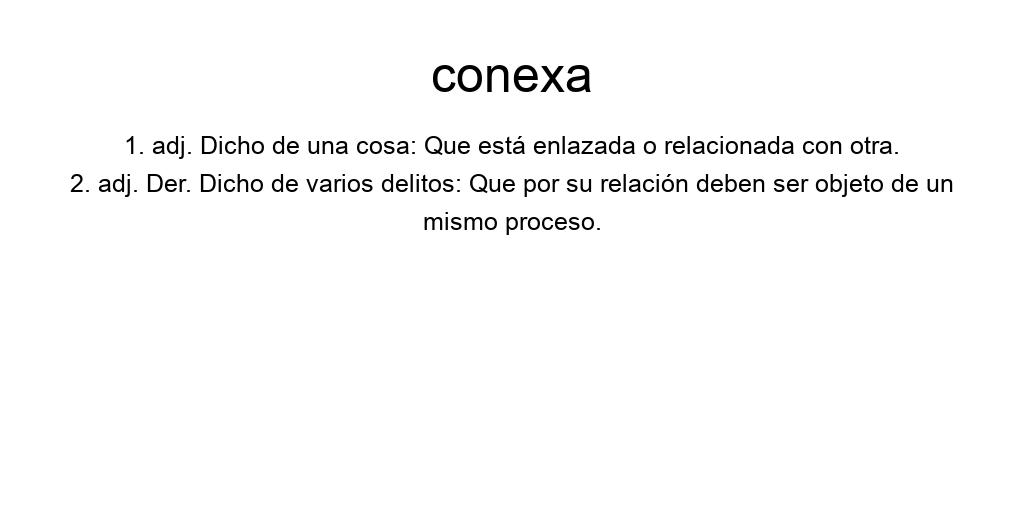 conexa
1. adj. Dicho de una cosa: Que está enlazada o relacionada con otra.
2. adj. Der. Dicho de varios delitos: Que por su relación deben ser objeto de un
mismo proceso.